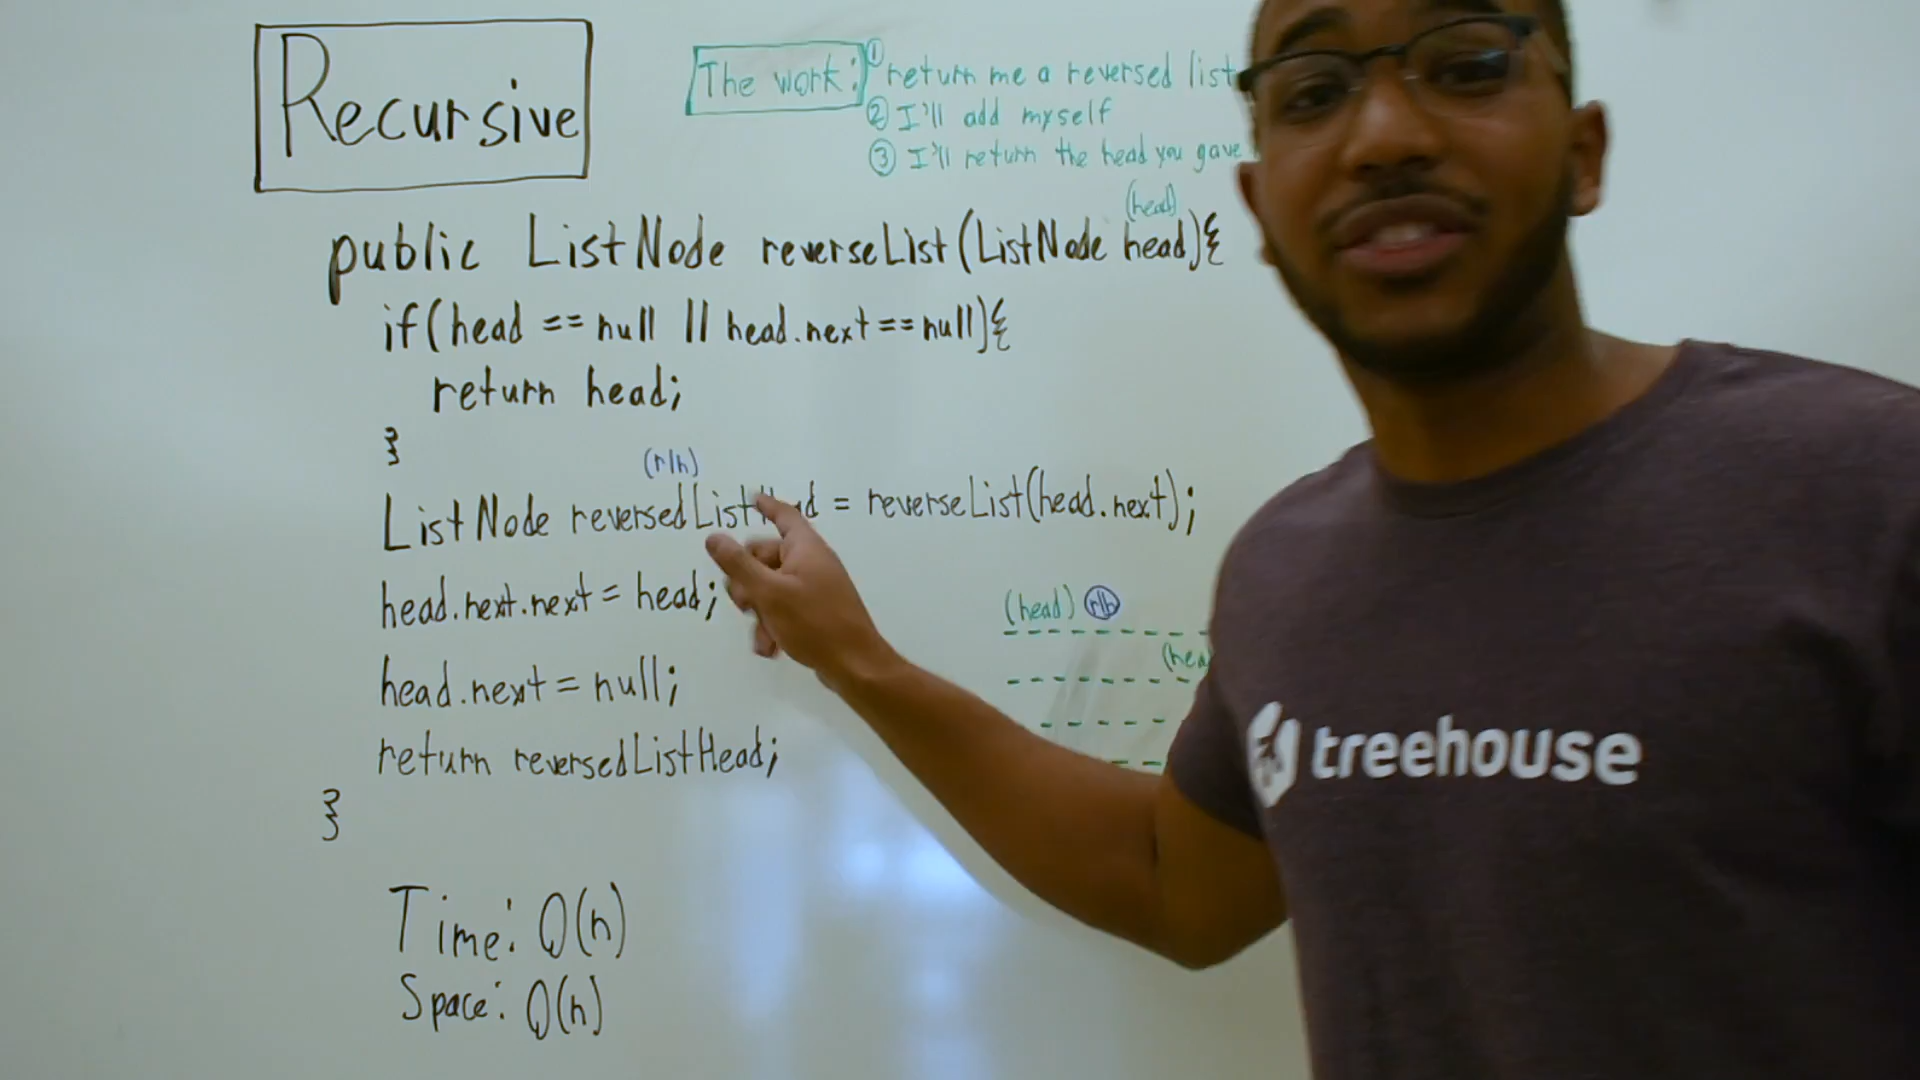 Recursive
The work: ① return me a reversed list
② I'll add myself
③ I'll return the head you gave
(head)
public ListNode reverseList(ListNode head){
if(head == null || head.next == null){
return head;
}
(rlh)
ListNode reversedListHead = reverseList(head.next);
head.next.next = head;
head.next = null;
return reversedListHead;
}
(head) rlh
(hea
Time: O(n)
Space: O(n)
treehouse